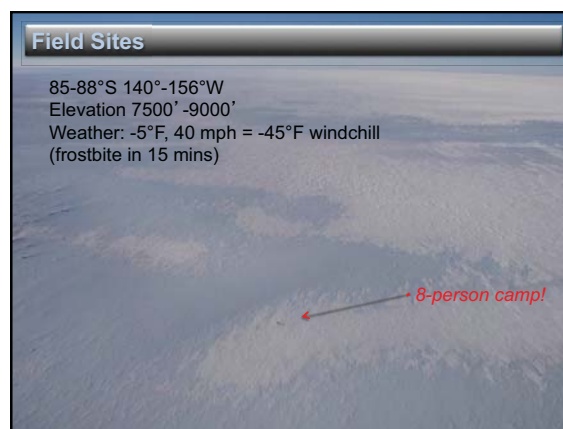 Field Sites
85-88°S 140°-156°W
Elevation 7500’-9000’
Weather: -5°F, 40 mph = -45°F windchill
(frostbite in 15 mins)
8-person camp!